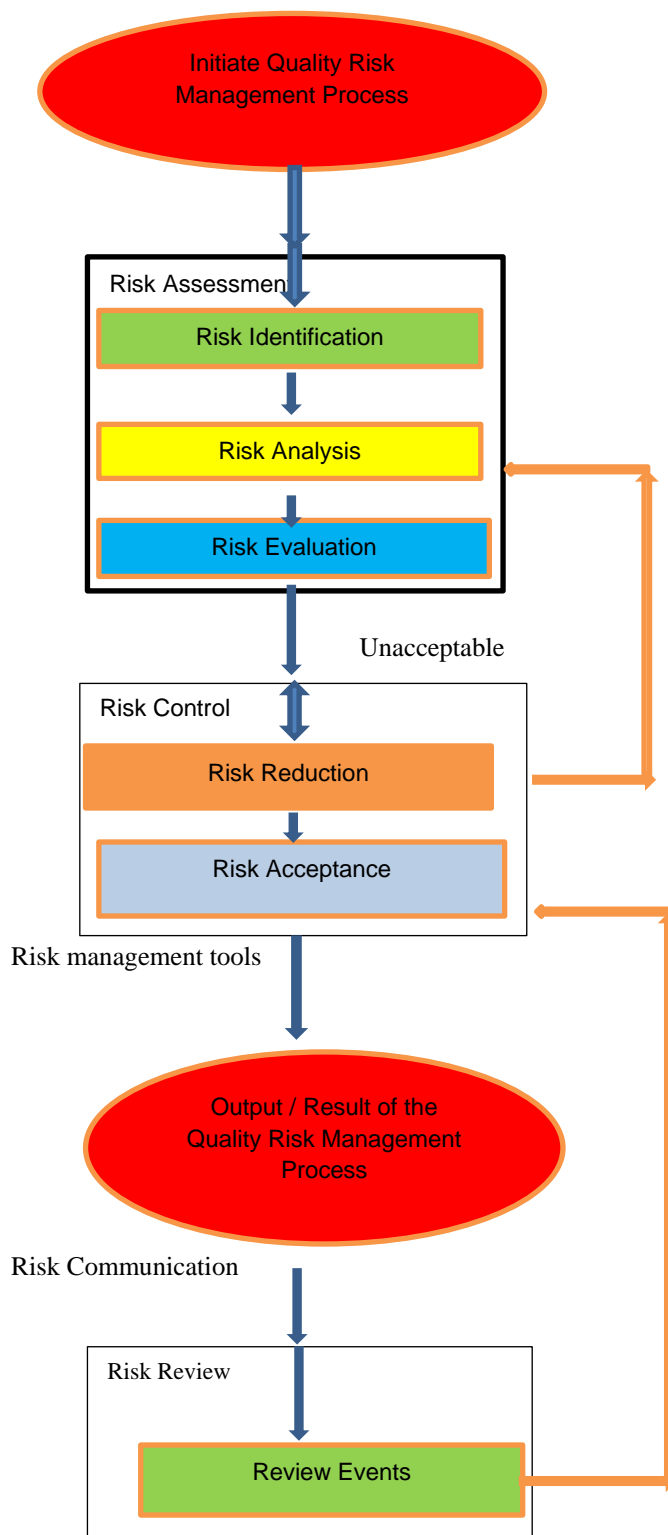 Initiate Quality Risk
Management Process
Risk Assessment
Risk Identification
Risk Analysis
Risk Evaluation
Unacceptable
Risk Control
Risk Reduction
Risk Acceptance
Risk management tools
Output / Result of the
Quality Risk Management
Process
Risk Communication
Risk Review
Review Events